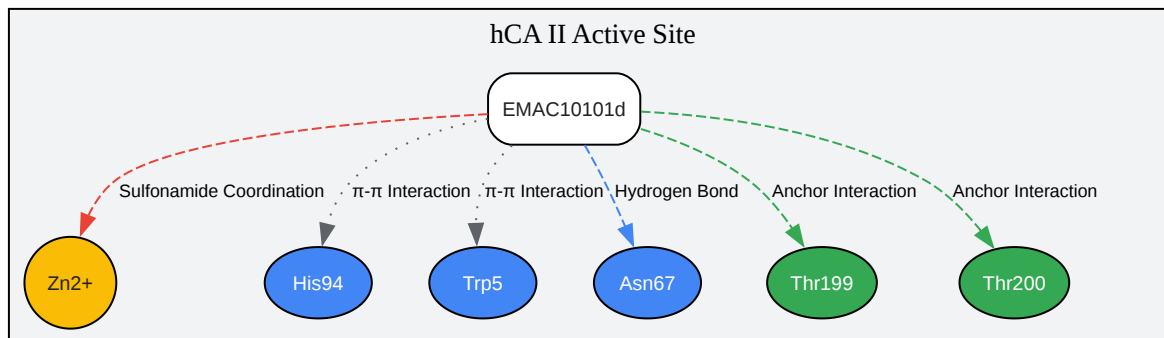 hCA II Active Site
EMAC10101d
Sulfonamide Coordination
π-π Interaction
π-π Interaction
Hydrogen Bond
Anchor Interaction
Anchor Interaction
Zn2+
His94
Trp5
Asn67
Thr199
Thr200